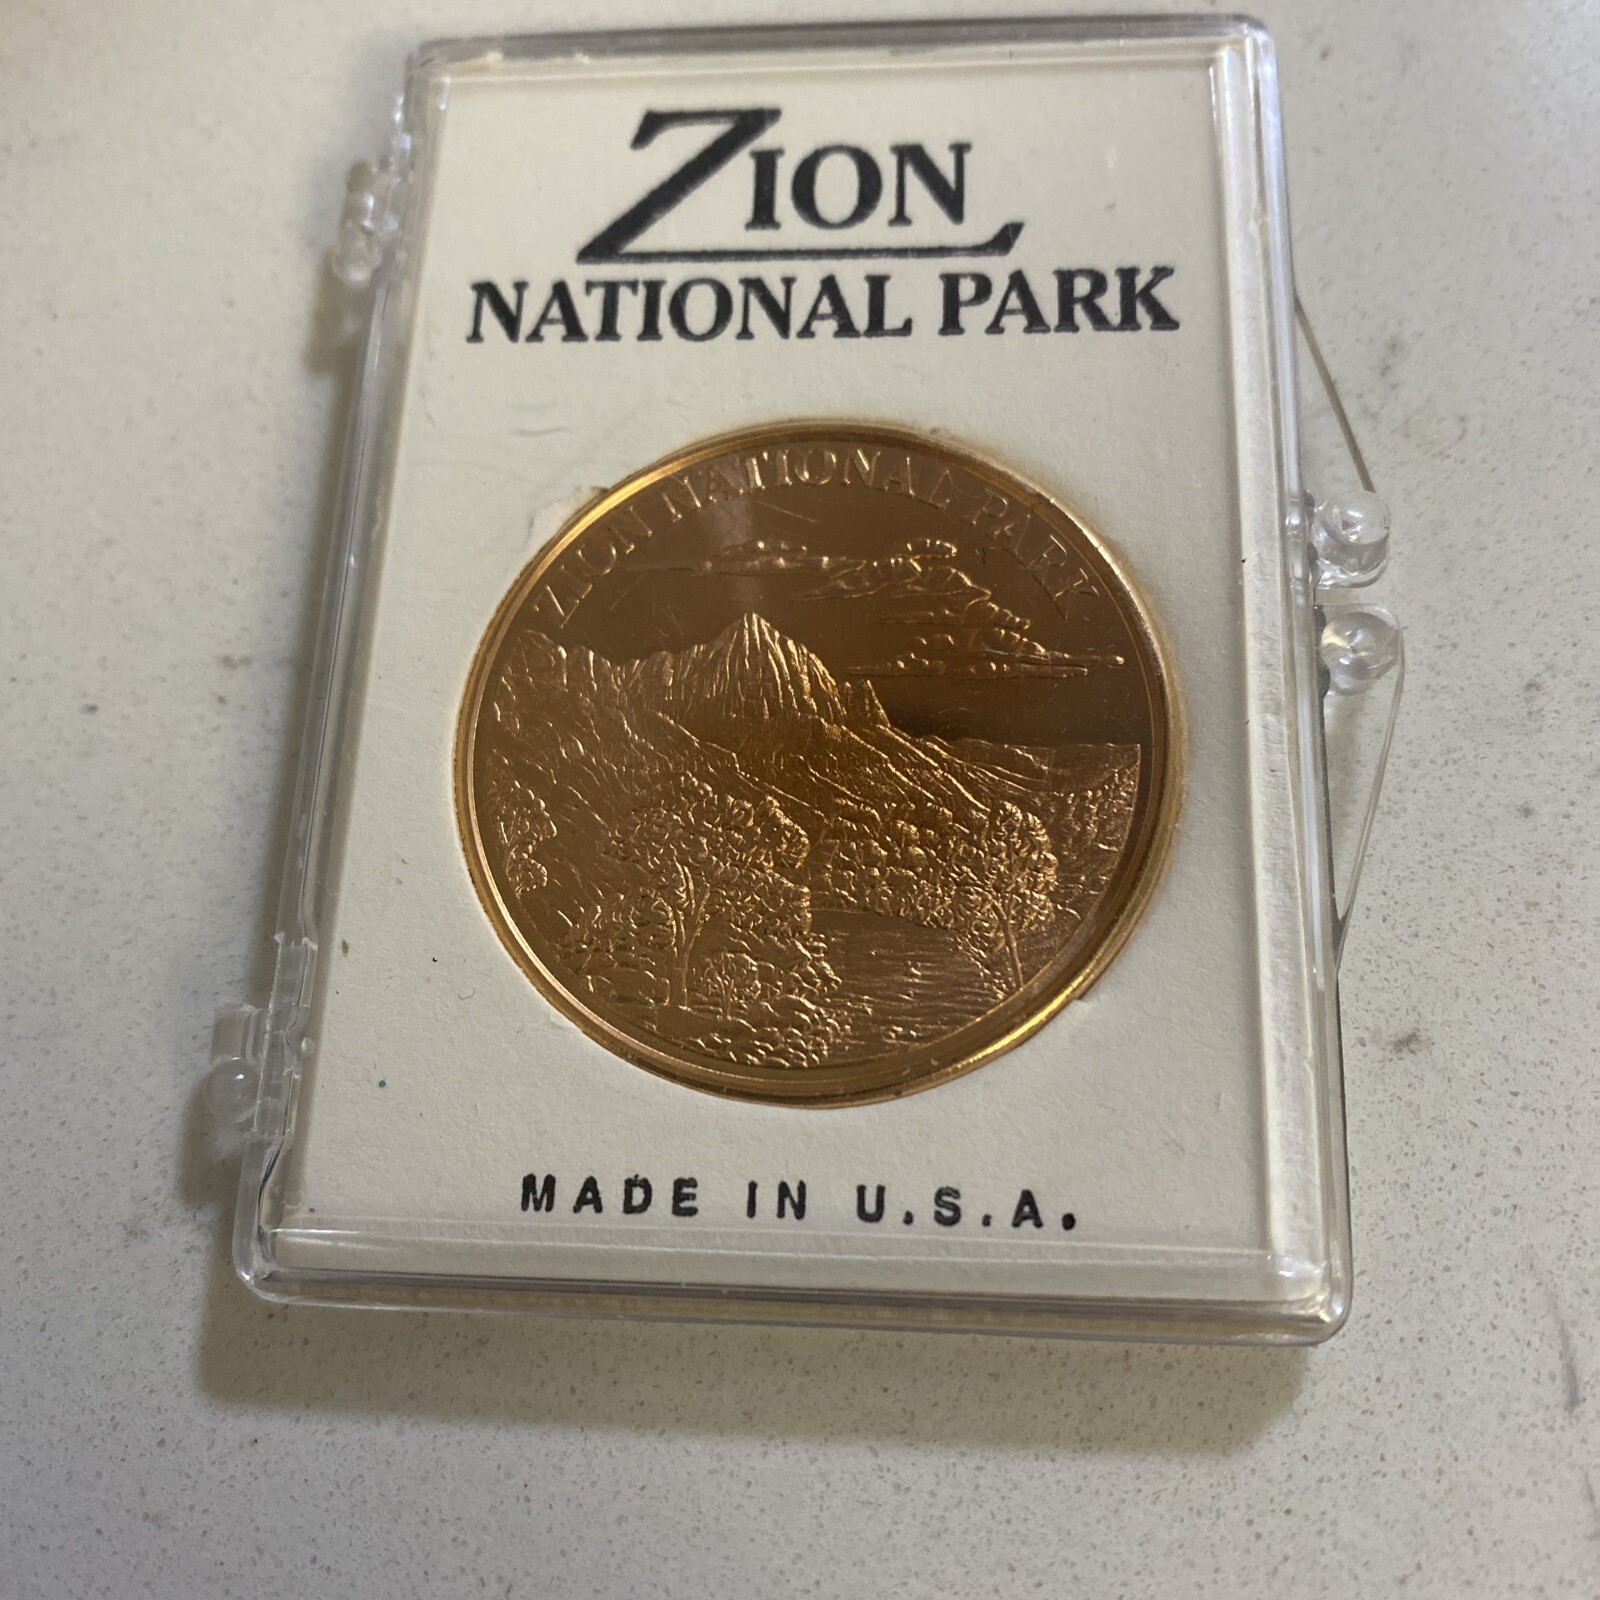 ZION
NATIONAL PARK
ZION NATIONAL PARK
MADE IN U.S.A.